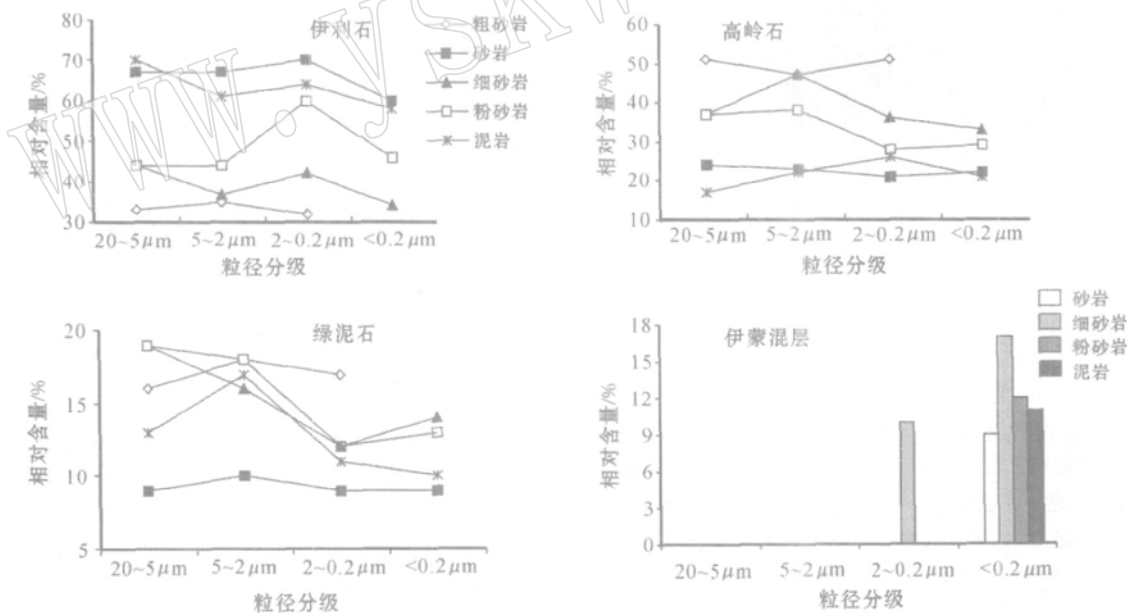 www.yskw
80
70
60
50
40
30
相对含量/%
伊利石
粗砂岩
砂岩
细砂岩
粉砂岩
泥岩
20~5μm 5~2μm 2~0.2μm <0.2μm
粒径分级
60
50
40
30
20
10
相对含量/%
高岭石
20~5μm 5~2μm 2~0.2μm <0.2μm
粒径分级
20
15
10
5
相对含量/%
绿泥石
20~5μm 5~2μm 2~0.2μm <0.2μm
粒径分级
18
15
12
9
6
3
0
相对含量/%
伊蒙混层
砂岩
细砂岩
粉砂岩
泥岩
20~5μm 5~2μm 2~0.2μm <0.2μm
粒径分级